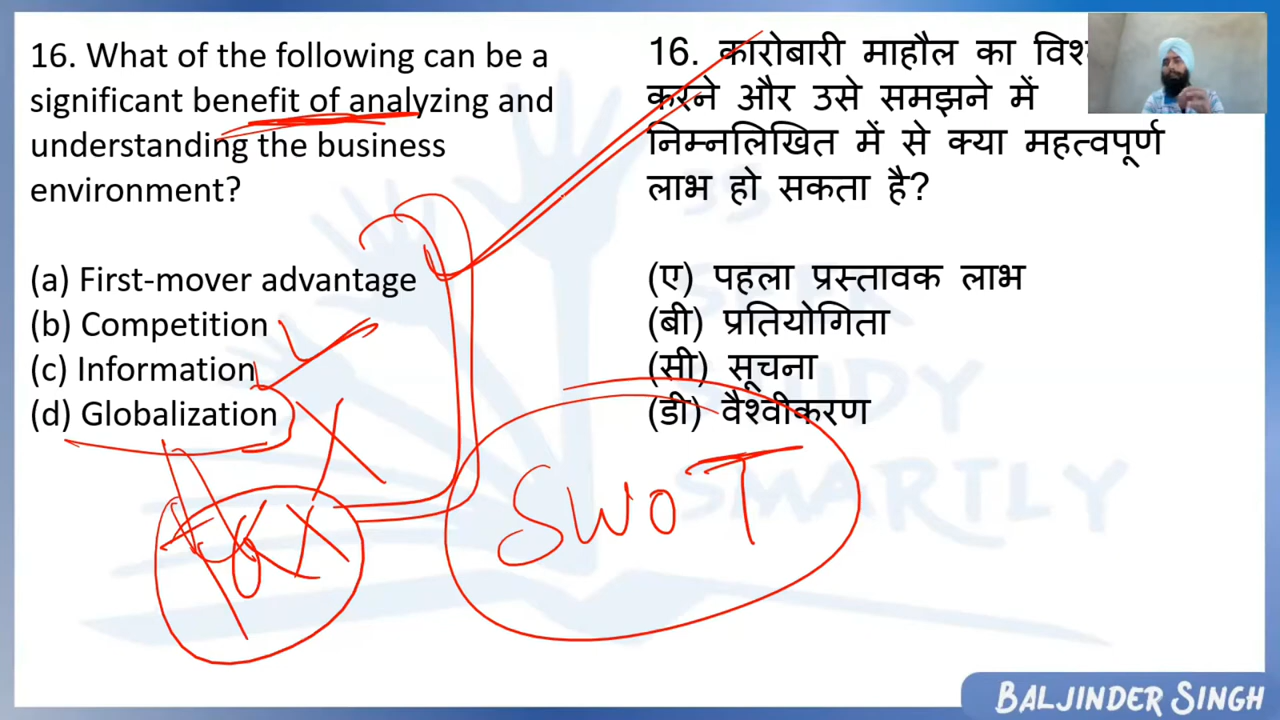 16. What of the following can be a
significant benefit of analyzing and
understanding the business
environment?
(a) First-mover advantage
(b) Competition
(c) Information
(d) Globalization
16. कारोबारी माहौल का
करने और उसे समझने में
निम्नलिखित में से क्या महत्वपूर्ण
लाभ हो सकता है?
(ए) पहला प्रस्तावक लाभ
(बी) प्रतियोगिता
(सी) सूचना
(डी) वैश्वीकरण
SWOT
STUDY
SMARTLY
BALJINDER SINGH